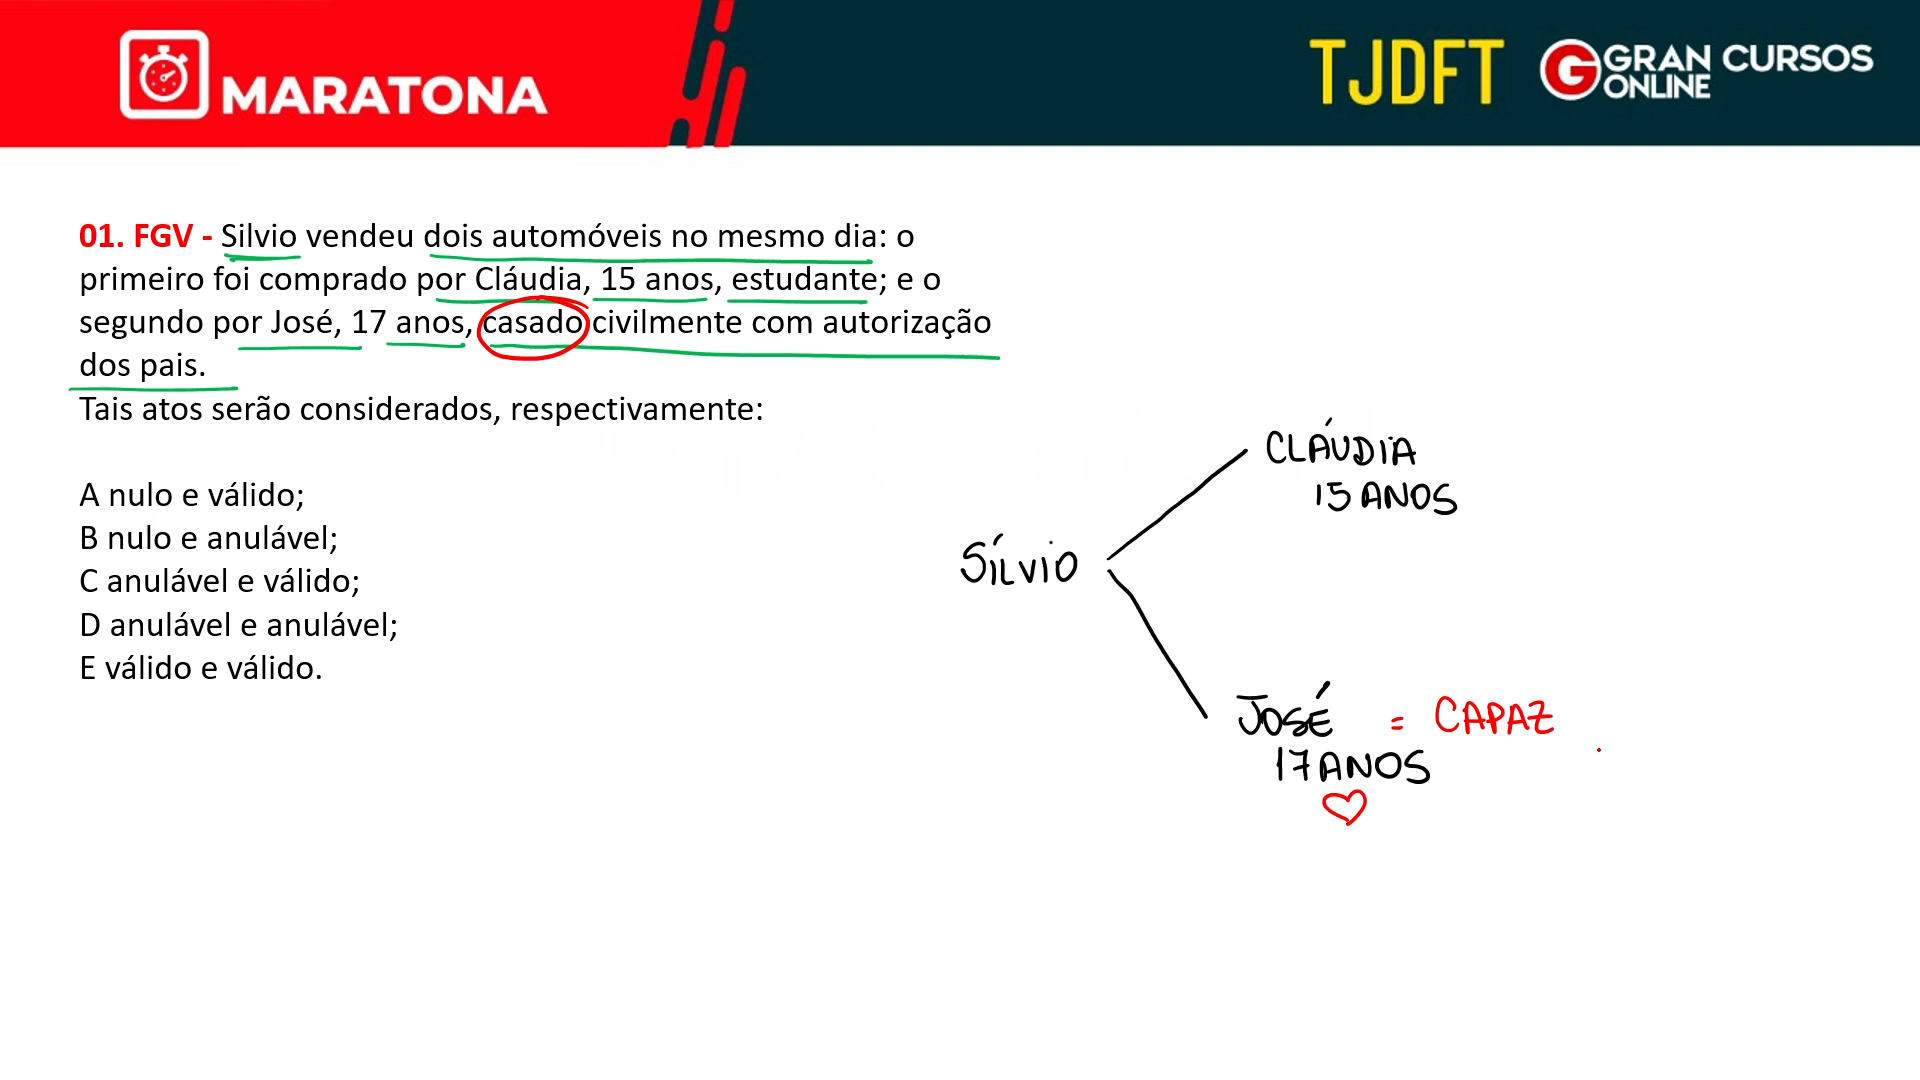 MARATONA
TJDFT
GRAN CURSOS
ONLINE
01. FGV - Silvio vendeu dois automóveis no mesmo dia: o
primeiro foi comprado por Cláudia, 15 anos, estudante; e o
segundo por José, 17 anos, casado civilmente com autorização
dos pais.
Tais atos serão considerados, respectivamente:
A nulo e válido;
B nulo e anulável;
C anulável e válido;
D anulável e anulável;
E válido e válido.
CLÁUDIA
15 ANOS
SÍLVIO
JOSÉ = CAPAZ
17 ANOS